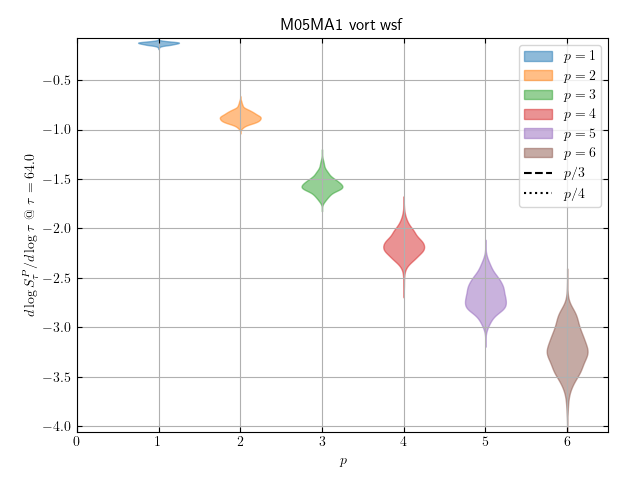 M05MA1 vort wsf
p = 1
p = 2
p = 3
p = 4
p = 5
p = 6
p/3
p/4
d log S_τ^P / d log τ @ τ = 64.0
−0.5
−1.0
−1.5
−2.0
−2.5
−3.0
−3.5
−4.0
0
1
2
3
4
5
6
p